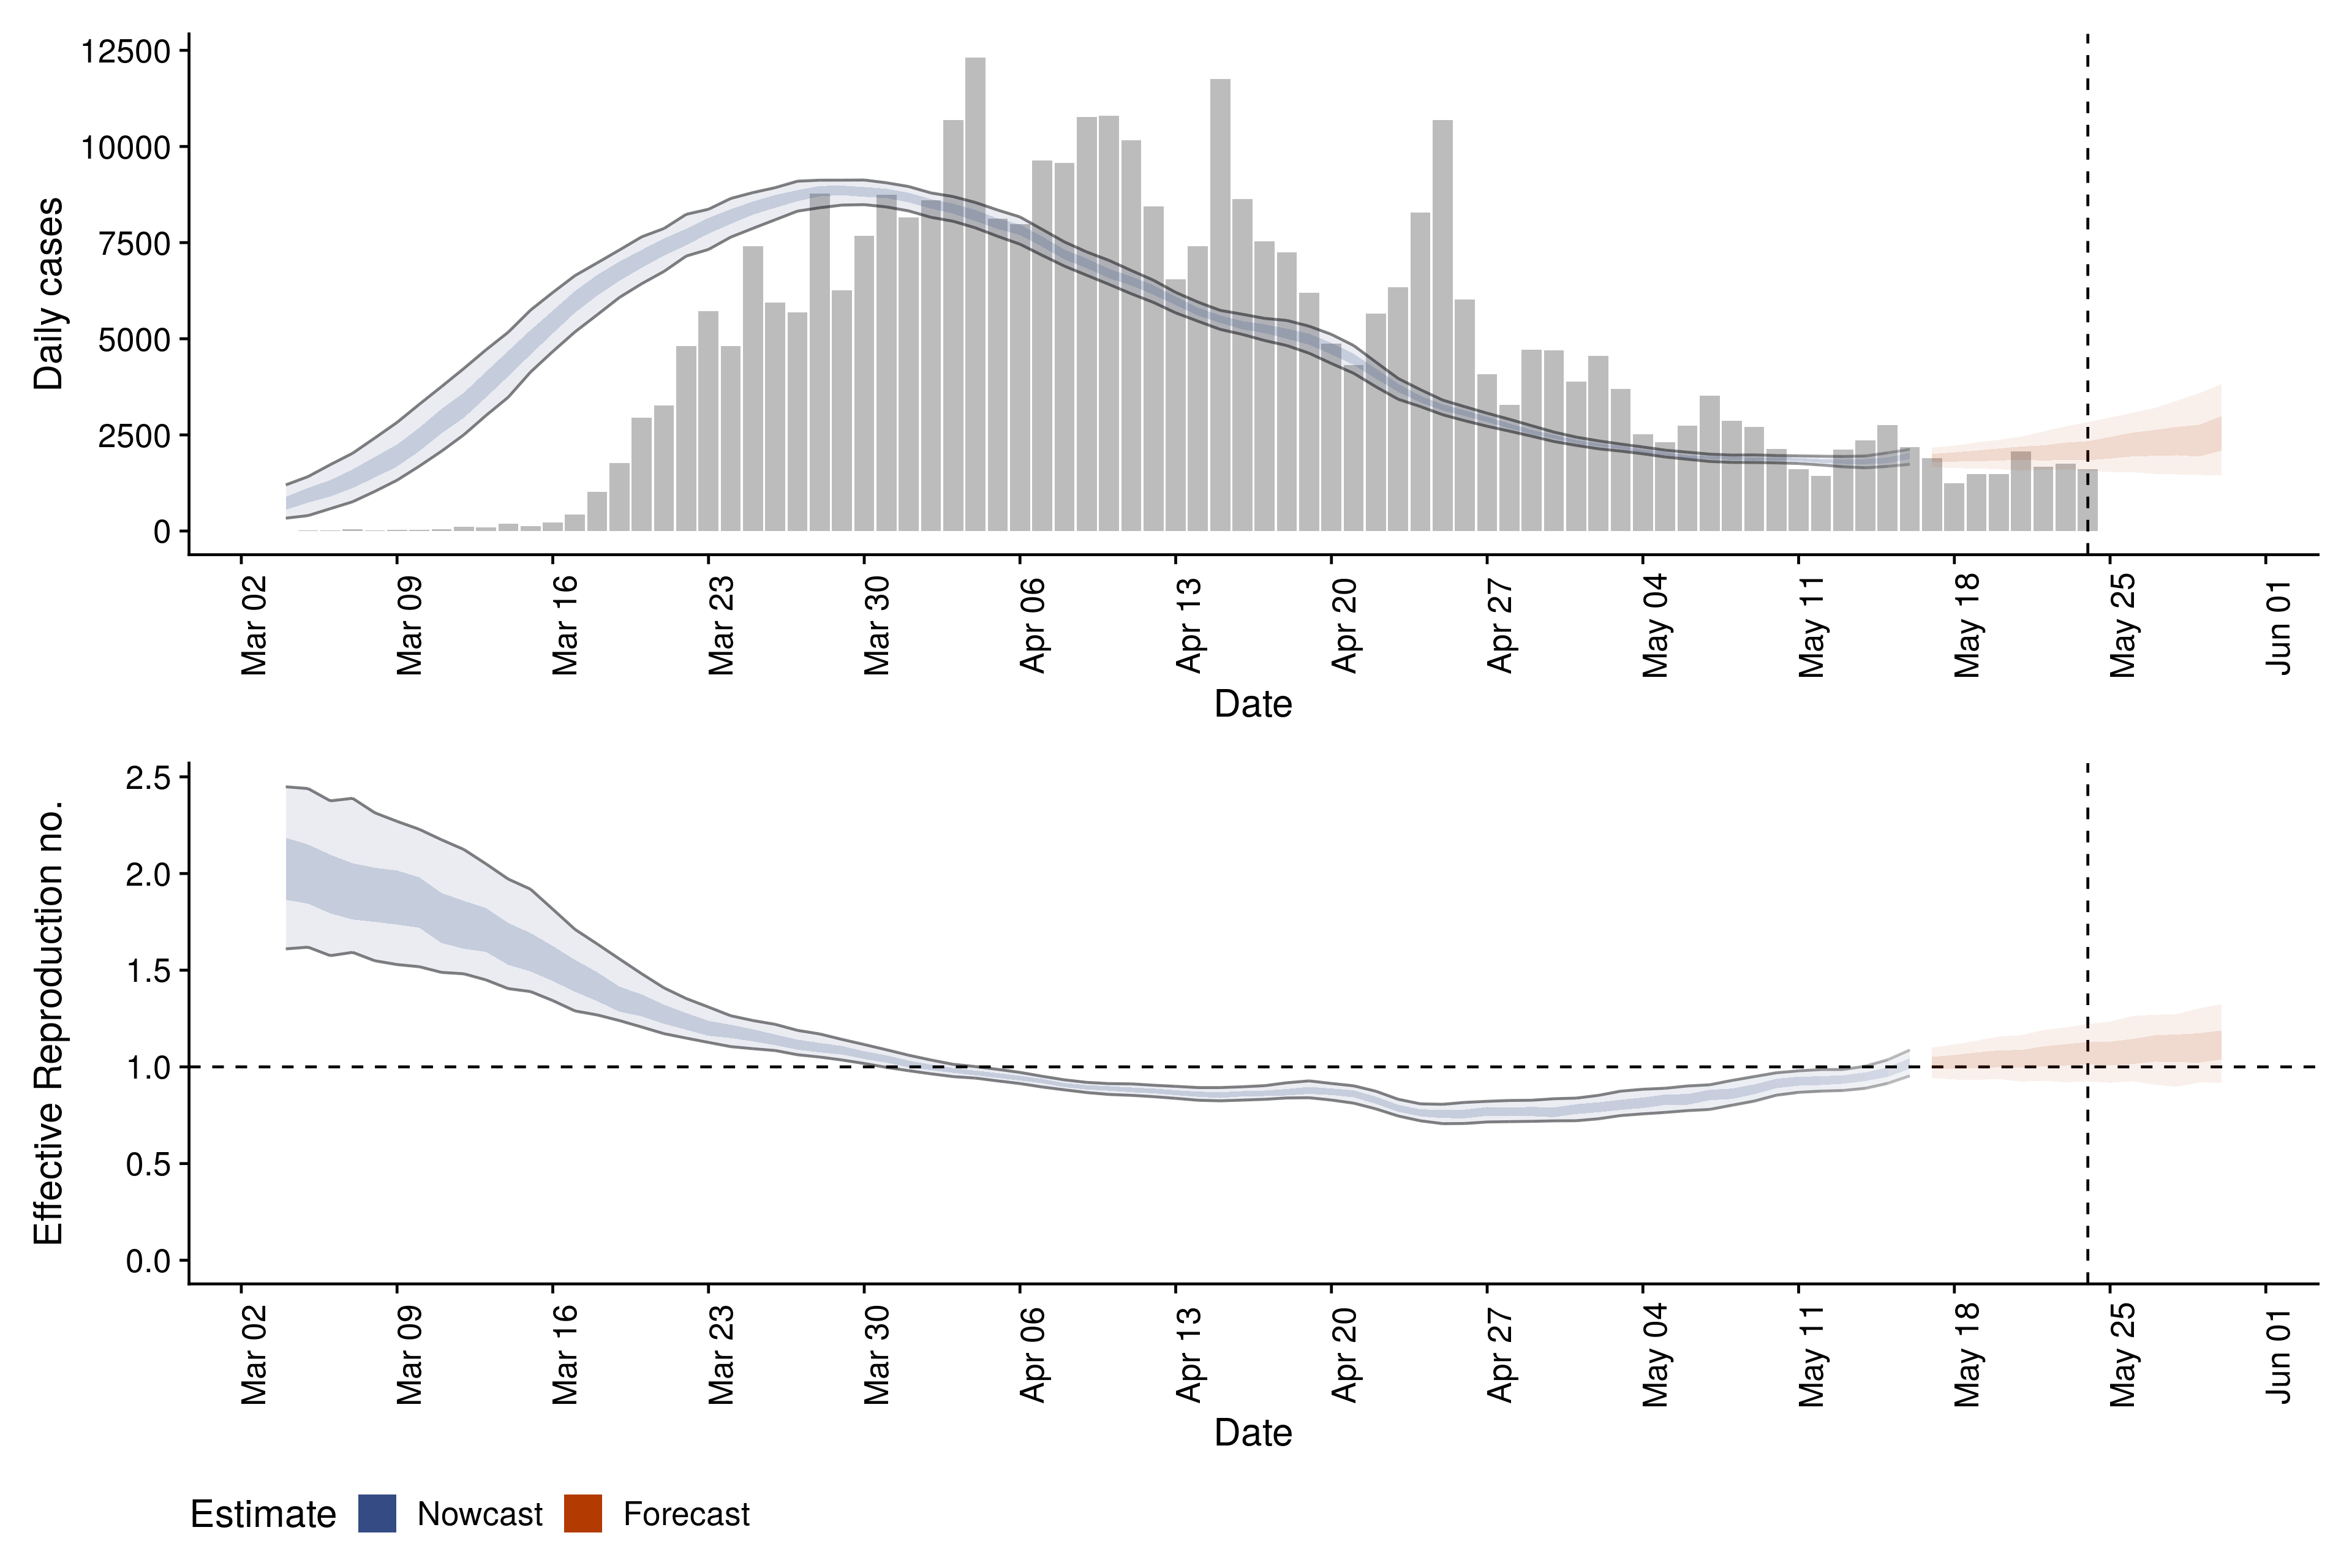 12500
10000
7500
5000
2500
0
Daily cases
Mar 02
Mar 09
Mar 16
Mar 23
Mar 30
Apr 06
Apr 13
Apr 20
Apr 27
May 04
May 11
May 18
May 25
Jun 01
Date
2.5
2.0
1.5
1.0
0.5
0.0
Effective Reproduction no.
Mar 02
Mar 09
Mar 16
Mar 23
Mar 30
Apr 06
Apr 13
Apr 20
Apr 27
May 04
May 11
May 18
May 25
Jun 01
Date
Estimate Nowcast Forecast